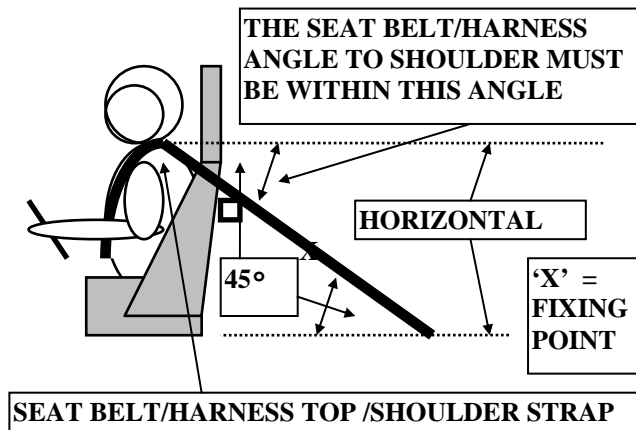 THE SEAT BELT/HARNESS
ANGLE TO SHOULDER MUST
BE WITHIN THIS ANGLE
HORIZONTAL
X
45°
‘X’ =
FIXING
POINT
SEAT BELT/HARNESS TOP /SHOULDER STRAP